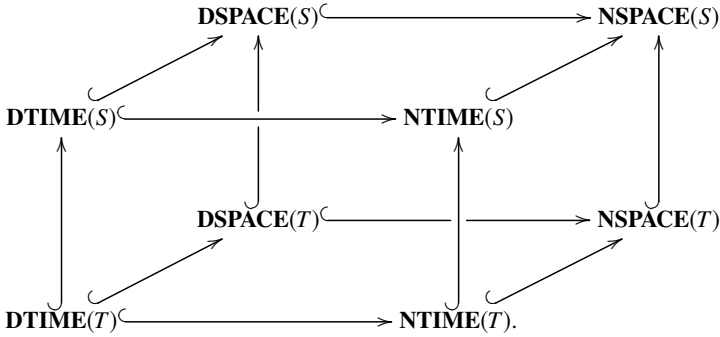 DSPACE(S) NSPACE(S)
DTIME(S) NTIME(S)
DSPACE(T) NSPACE(T)
DTIME(T) NTIME(T).